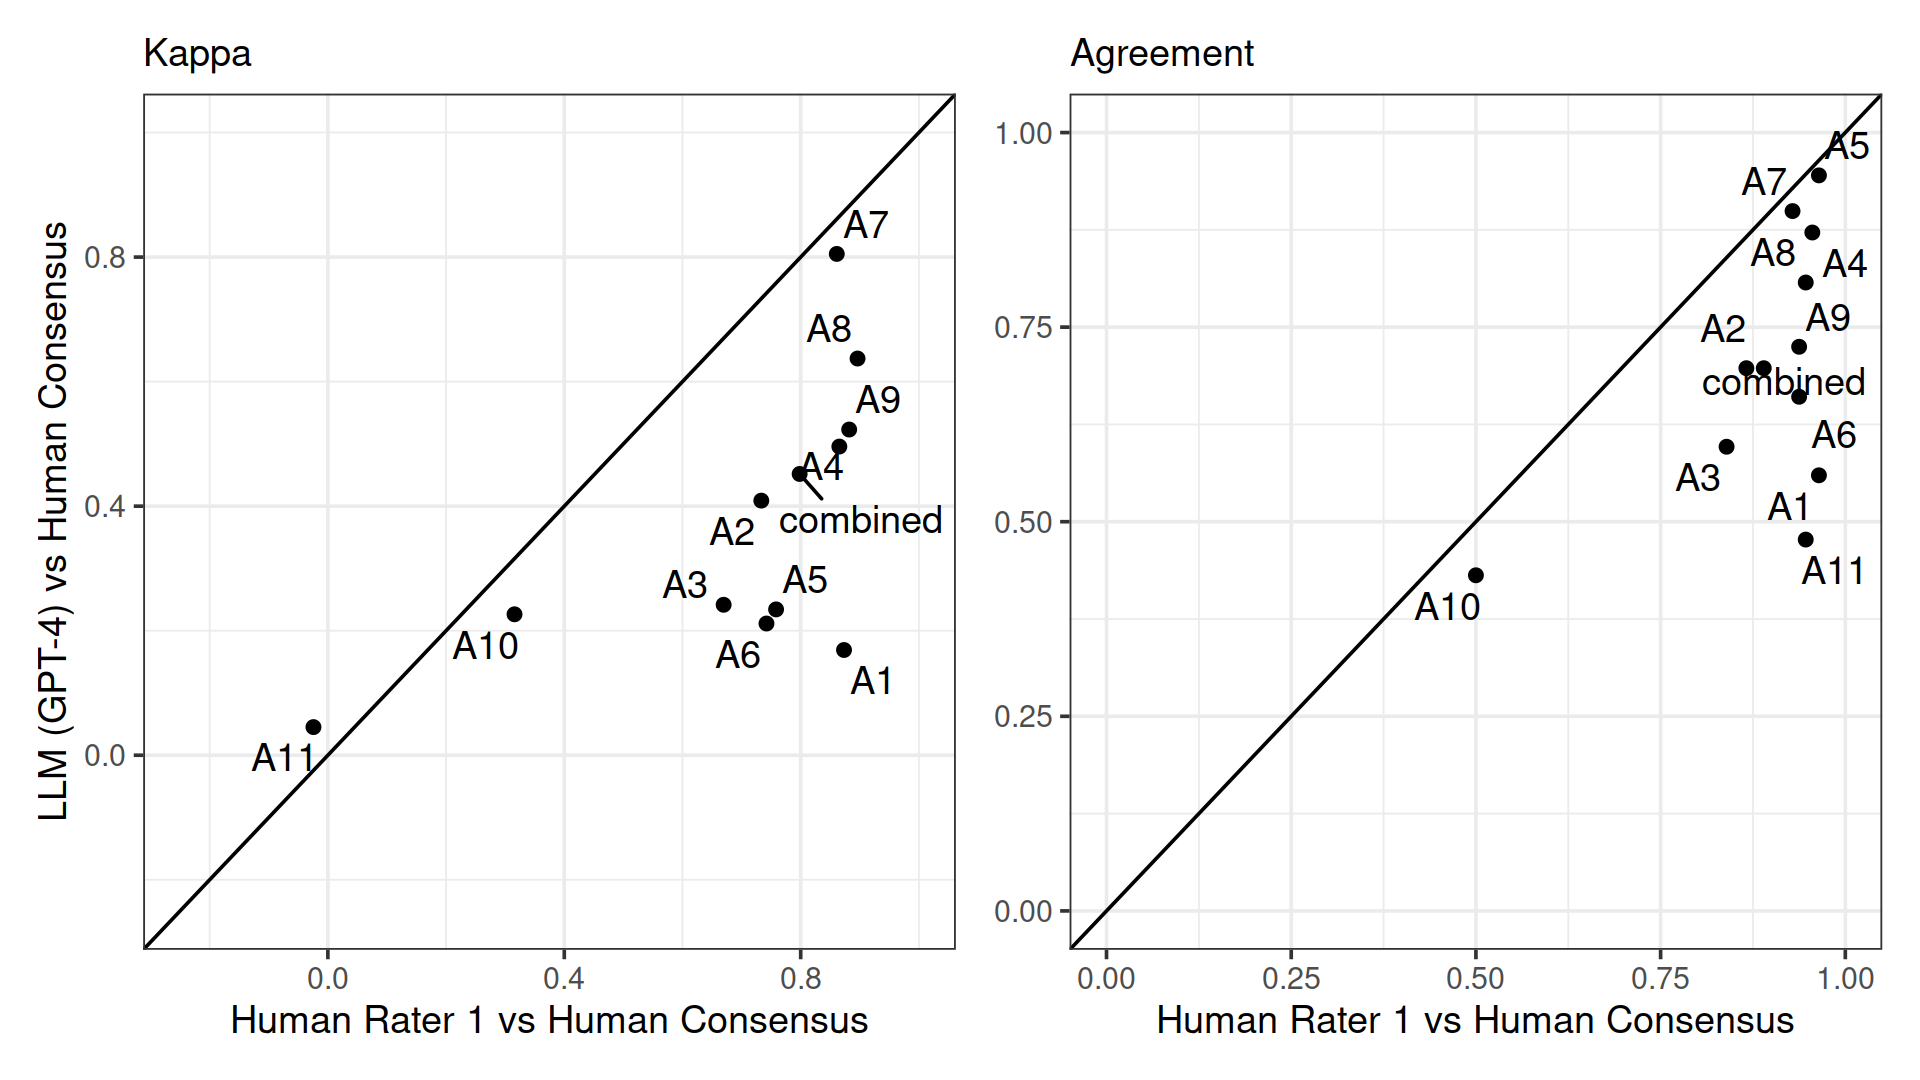 Kappa
LLM (GPT-4) vs Human Consensus
0.8
0.4
0.0
A7
A8
A9
A4
combined
A2
A3
A5
A6
A10
A1
A11
0.0 0.4 0.8
Human Rater 1 vs Human Consensus
Agreement
1.00
0.75
0.50
0.25
0.00
A5
A7
A8
A4
A9
A2
combined
A6
A3
A1
A11
A10
0.00 0.25 0.50 0.75 1.00
Human Rater 1 vs Human Consensus